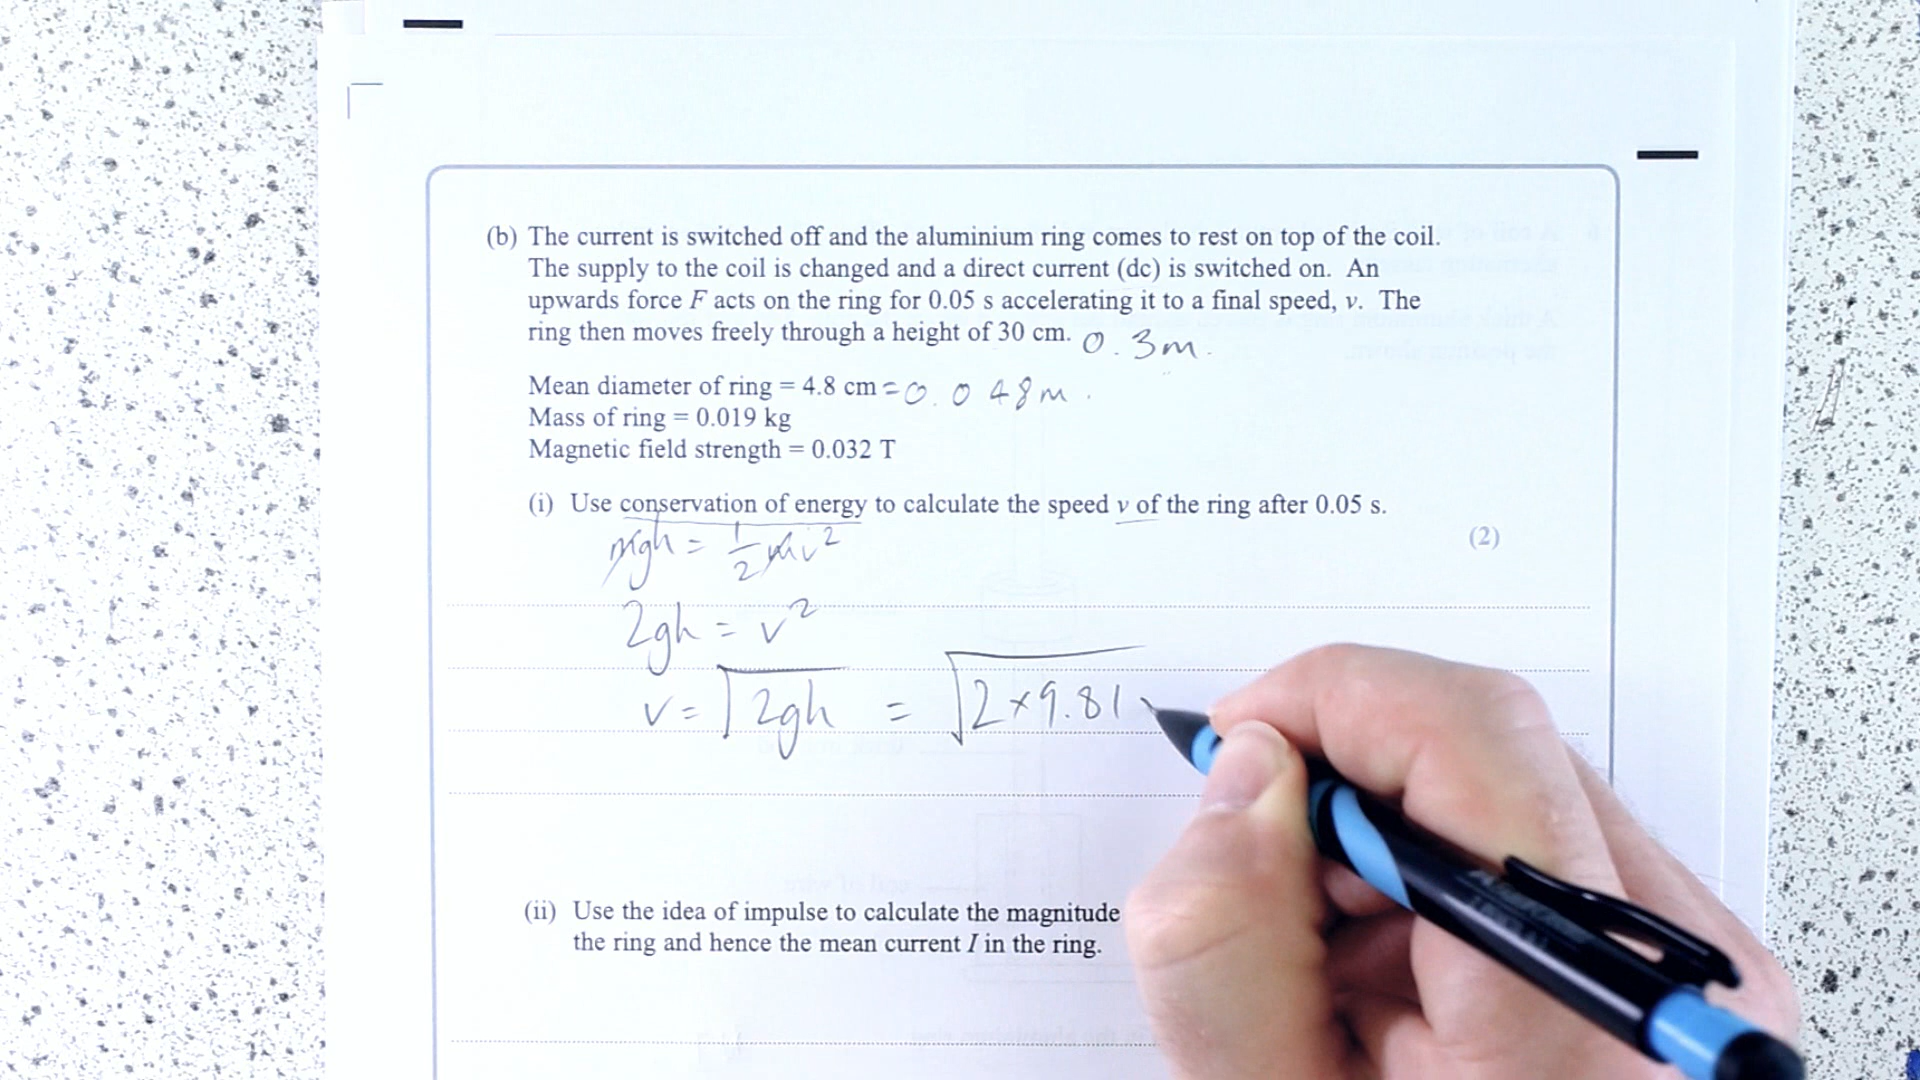 (b) The current is switched off and the aluminium ring comes to rest on top of the coil.
The supply to the coil is changed and a direct current (dc) is switched on. An
upwards force F acts on the ring for 0.05 s accelerating it to a final speed, v. The
ring then moves freely through a height of 30 cm. 0.3m.
Mean diameter of ring = 4.8 cm = 0.048m.
Mass of ring = 0.019 kg
Magnetic field strength = 0.032 T
(i) Use conservation of energy to calculate the speed v of the ring after 0.05 s.
(2)
mgh = 1/2 mv²
2gh = v²
v = √2gh = √2×9.81
(ii) Use the idea of impulse to calculate the magnitude
the ring and hence the mean current I in the ring.